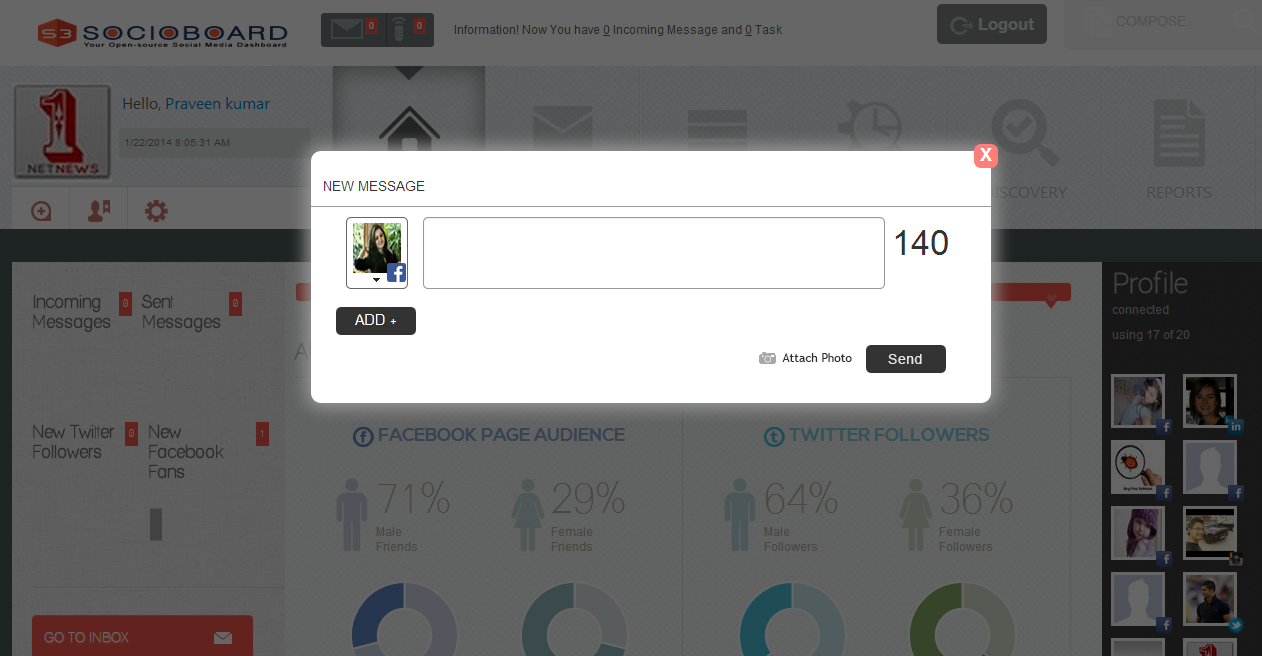 SOCIOBOARD
Your Open-source Social Media Dashboard
0
0
Information! Now You have 0 Incoming Message and 0 Task
Logout
COMPOSE
Hello, Praveen kumar
1/22/2014 8:05:31 AM
1
NETNEWS
ISCOVERY
REPORTS
X
NEW MESSAGE
140
ADD +
Attach Photo
Send
Incoming
Messages
0
Sent
Messages
0
New Twitter
Followers
0
New
Facebook
Fans
1
GO TO INBOX
A
FACEBOOK PAGE AUDIENCE
71%
Male
Friends
29%
Female
Friends
TWITTER FOLLOWERS
64%
Male
Followers
36%
Female
Followers
Profile
connected
using 17 of 20